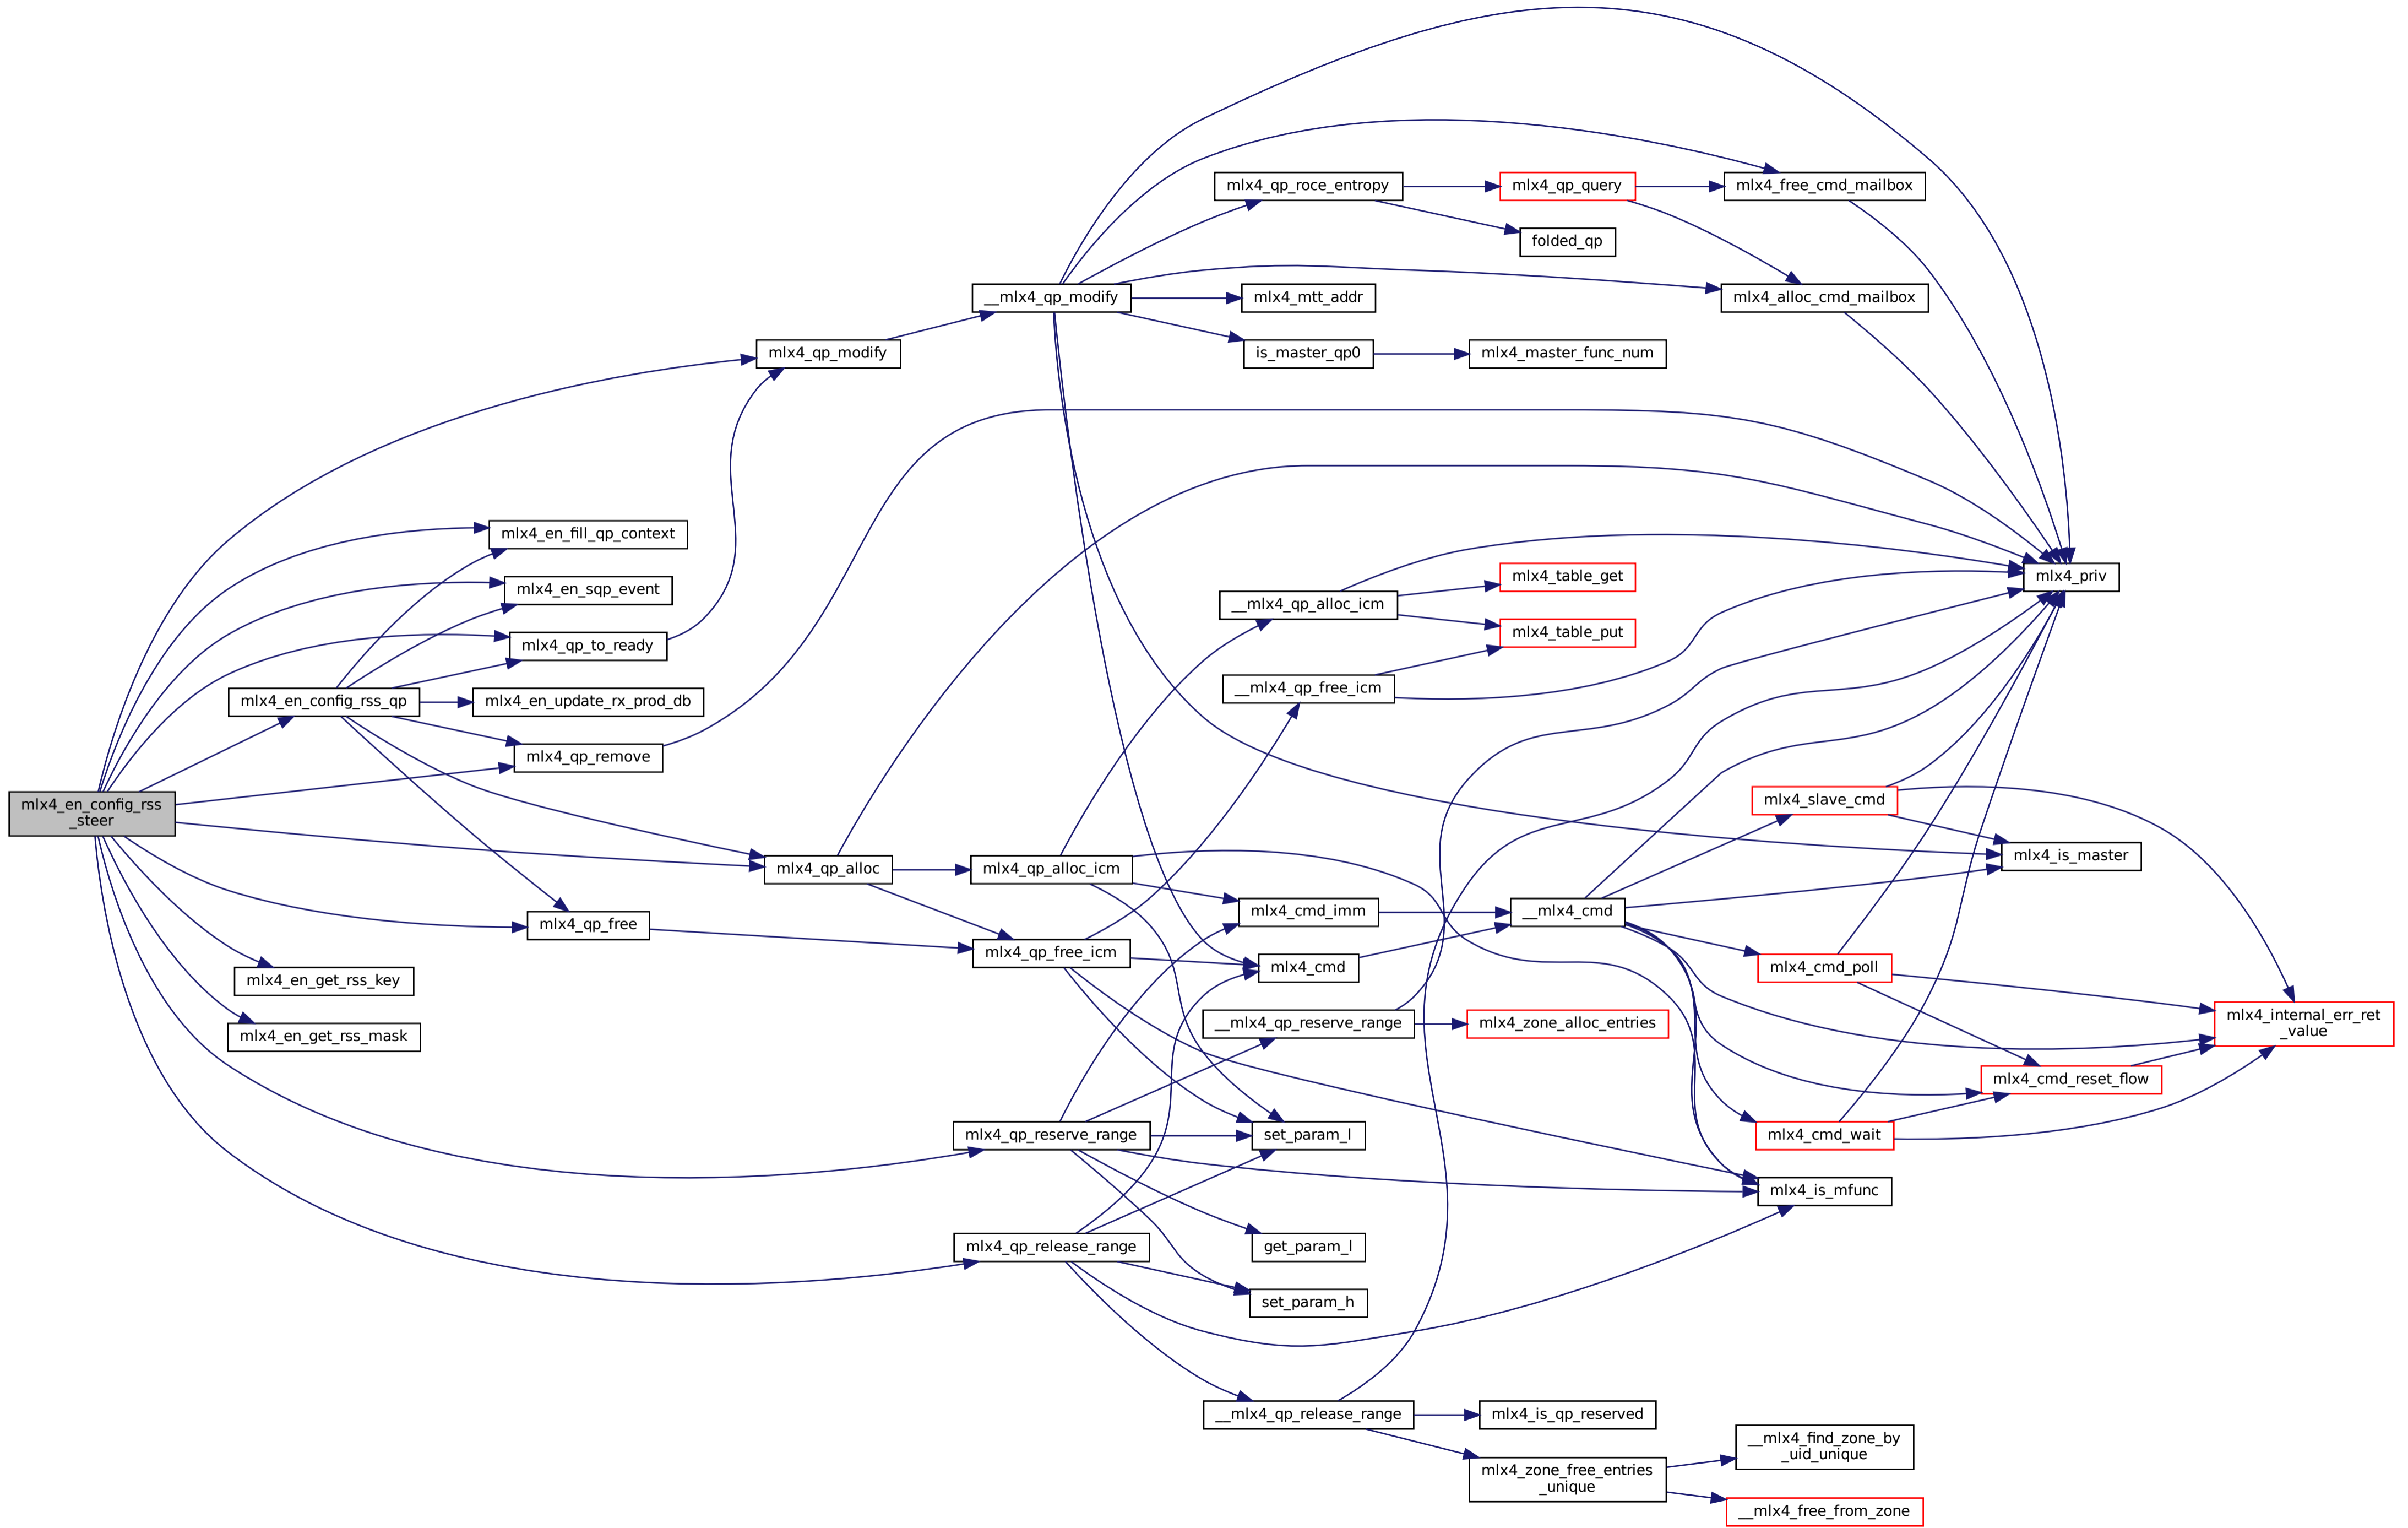 mlx4_en_config_rss
_steer
mlx4_en_config_rss_qp
mlx4_en_get_rss_key
mlx4_en_get_rss_mask
mlx4_en_fill_qp_context
mlx4_en_sqp_event
mlx4_qp_to_ready
mlx4_en_update_rx_prod_db
mlx4_qp_remove
mlx4_qp_free
mlx4_qp_modify
mlx4_qp_alloc
__mlx4_qp_modify
mlx4_qp_alloc_icm
mlx4_qp_free_icm
mlx4_qp_reserve_range
mlx4_qp_release_range
mlx4_qp_roce_entropy
mlx4_mtt_addr
is_master_qp0
__mlx4_qp_alloc_icm
__mlx4_qp_free_icm
mlx4_cmd_imm
mlx4_cmd
__mlx4_qp_reserve_range
set_param_l
get_param_l
set_param_h
__mlx4_qp_release_range
mlx4_qp_query
folded_qp
mlx4_master_func_num
mlx4_table_get
mlx4_table_put
__mlx4_cmd
mlx4_zone_alloc_entries
mlx4_is_qp_reserved
mlx4_zone_free_entries
_unique
mlx4_free_cmd_mailbox
mlx4_alloc_cmd_mailbox
mlx4_slave_cmd
mlx4_cmd_poll
mlx4_cmd_wait
mlx4_is_mfunc
__mlx4_find_zone_by
_uid_unique
__mlx4_free_from_zone
mlx4_priv
mlx4_is_master
mlx4_cmd_reset_flow
mlx4_internal_err_ret
_value